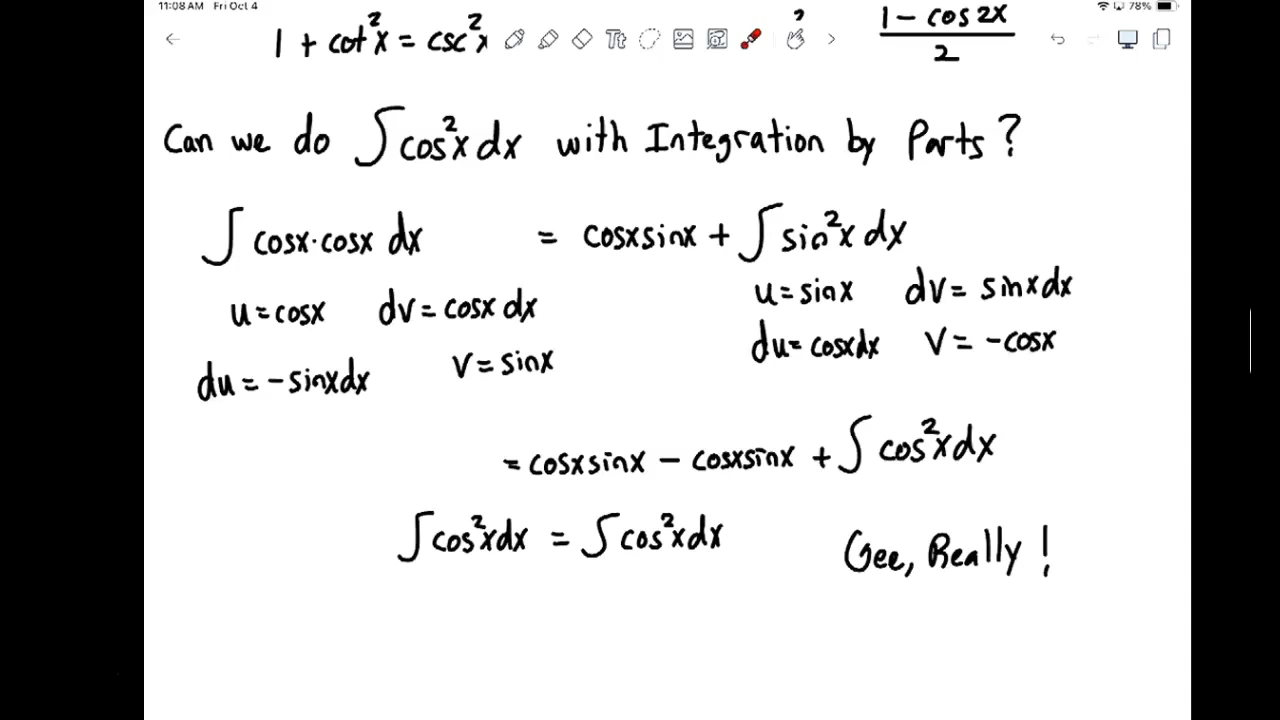 11:08 AM Fri Oct 4 78%
1 + cot²x = csc²x Tt 1 - cos2x / 2
Can we do ∫cos²x dx with Integration by Parts?
∫cosx·cosx dx = cosxsinx + ∫sin²x dx
u=cosx dv=cosx dx u=sinx dv=sinxdx
du=-sinxdx v=sinx du=cosxdx v=-cosx
=cosxsinx - cosxsinx + ∫cos²xdx
∫cos²xdx = ∫cos²xdx Gee, Really!